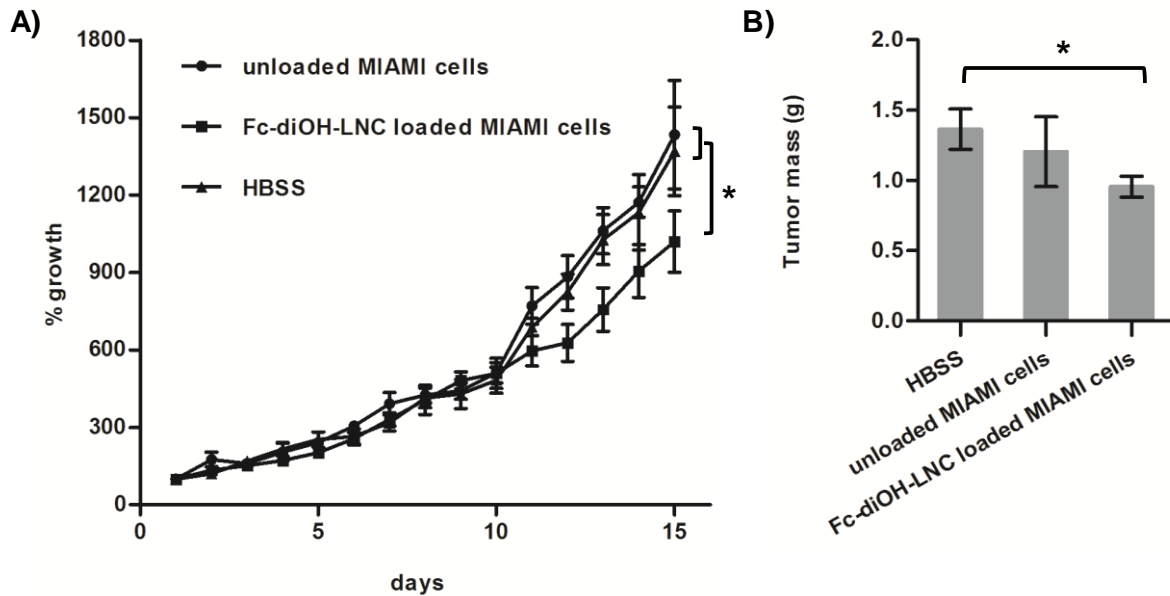 A)
1800
1500
1200
900
600
300
0
% growth
unloaded MIAMI cells
Fc-diOH-LNC loaded MIAMI cells
HBSS
*
0
5
10
15
days
B)
2.0
1.5
1.0
0.5
0.0
Tumor mass (g)
*
HBSS
unloaded MIAMI cells
Fc-diOH-LNC loaded MIAMI cells